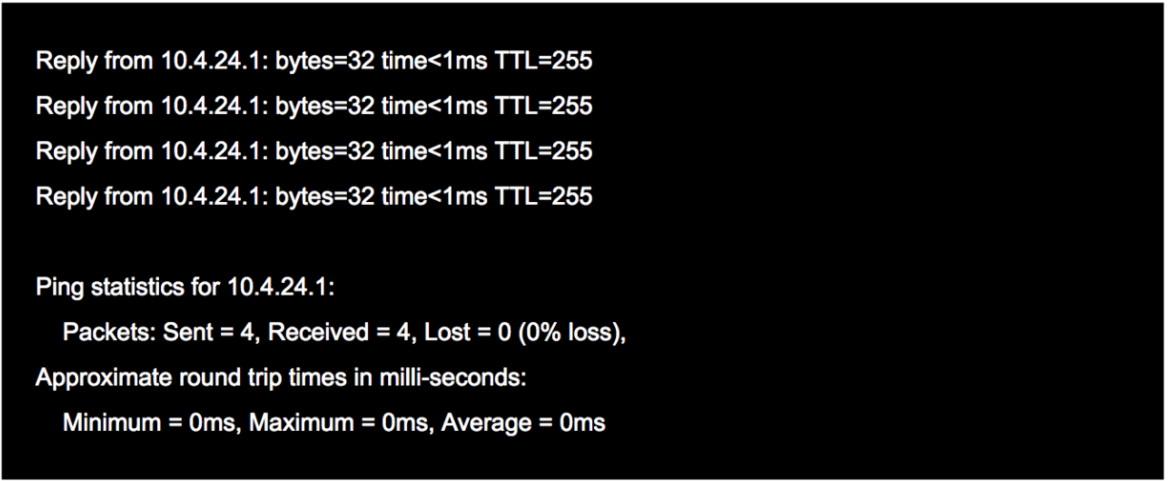 Reply from 10.4.24.1: bytes=32 time<1ms TTL=255
Reply from 10.4.24.1: bytes=32 time<1ms TTL=255
Reply from 10.4.24.1: bytes=32 time<1ms TTL=255
Reply from 10.4.24.1: bytes=32 time<1ms TTL=255
Ping statistics for 10.4.24.1:
Packets: Sent = 4, Received = 4, Lost = 0 (0% loss),
Approximate round trip times in milli-seconds:
Minimum = 0ms, Maximum = 0ms, Average = 0ms